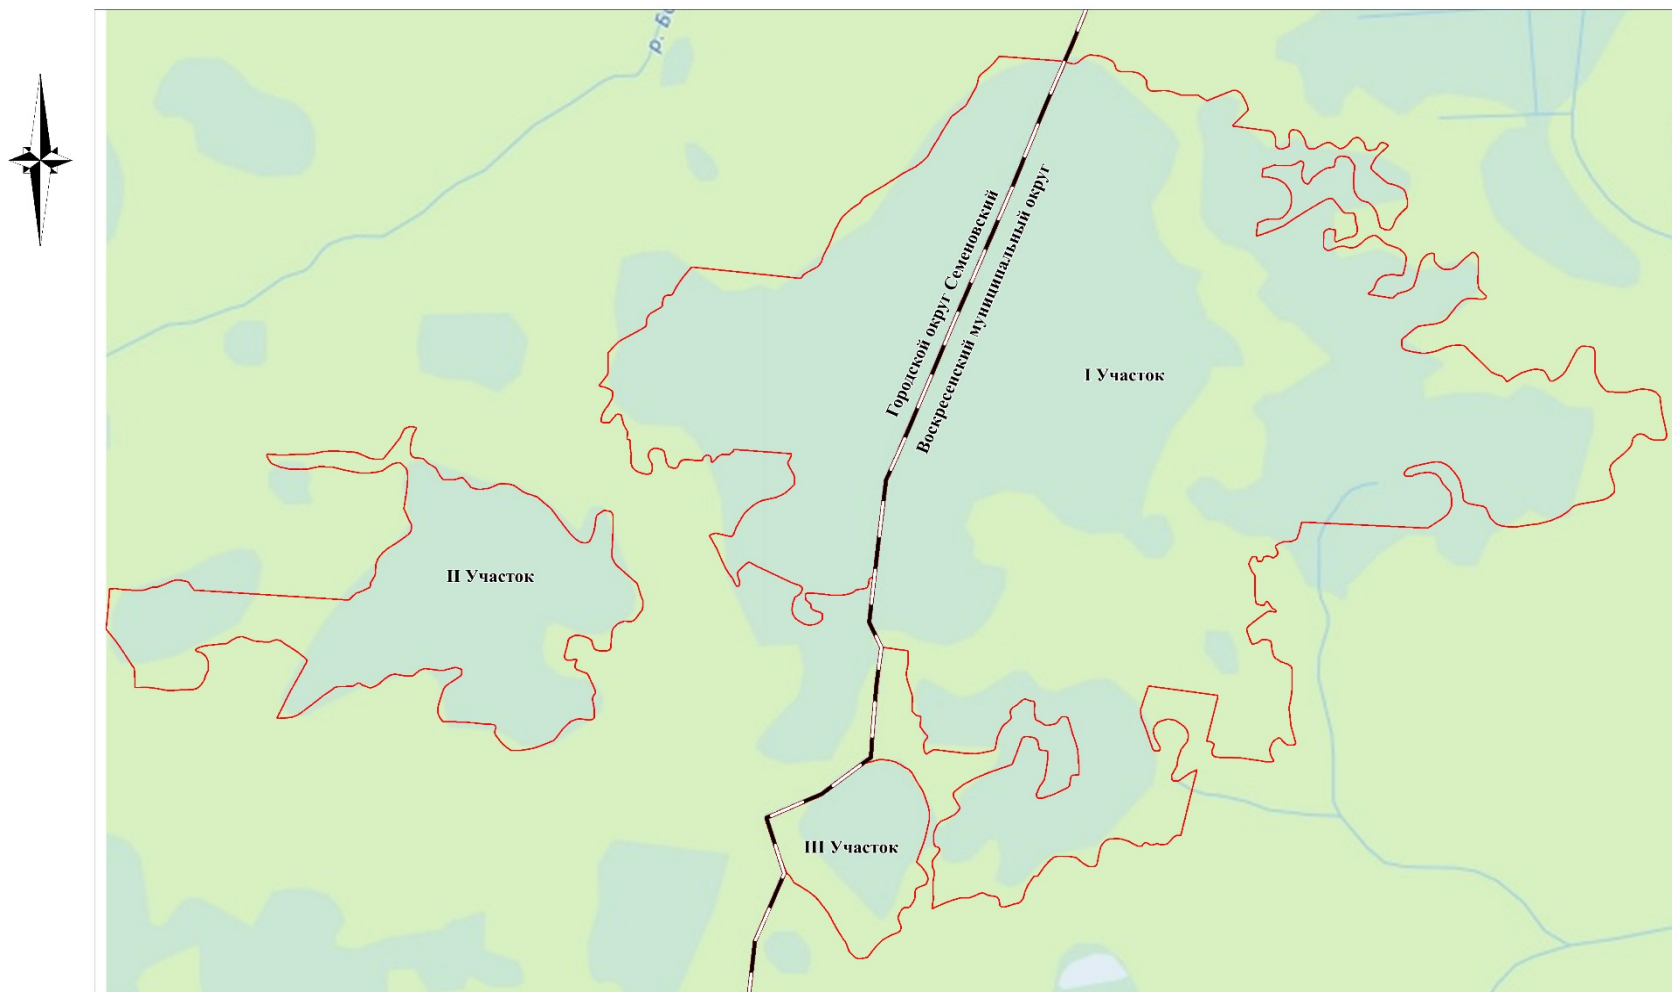 Городской округ Семеновский
Воскресенский муниципальный округ
I Участок
II Участок
III Участок